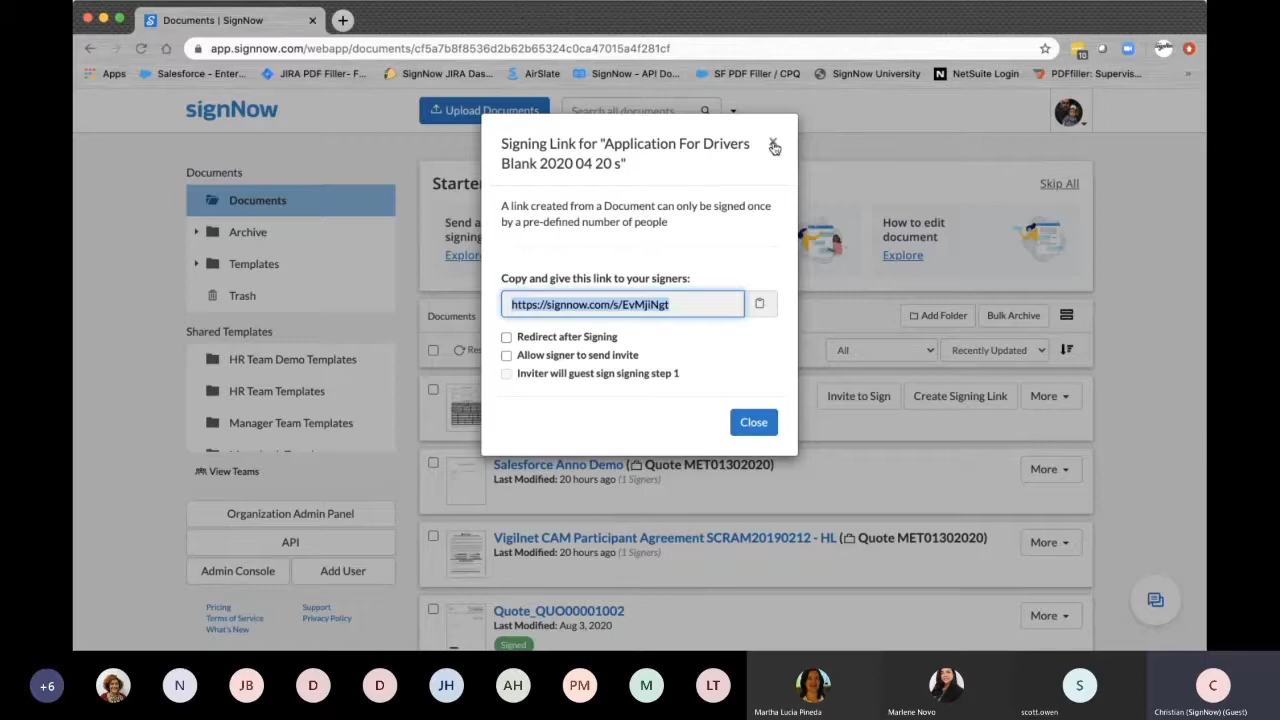 Documents | SignNow
app.signnow.com/webapp/documents/cf5a7b8f8536d2b62b65324c0ca47015a4f281cf
10
Apps
Salesforce - Enter...
JIRA PDF Filler- F...
SignNow JIRA Das...
AirSlate
SignNow - API Do...
SF PDF Filler / CPQ
SignNow University
NetSuite Login
PDFfiller: Supervis...
»
signNow
Upload Documents
Search all documents
Signing Link for "Application For Drivers
Blank 2020 04 20 s"
A link created from a Document can only be signed once
by a pre-defined number of people
Copy and give this link to your signers:
https://signnow.com/s/EvMjiNgt
Redirect after Signing
Allow signer to send invite
Inviter will guest sign signing step 1
Close
Documents
Documents
Archive
Templates
Trash
Shared Templates
HR Team Demo Templates
HR Team Templates
Manager Team Templates
View Teams
Organization Admin Panel
API
Admin Console
Add User
Pricing
Support
Terms of Service
Privacy Policy
What's New
Starte
Skip All
Send a
signing
Explor
How to edit
document
Explore
Documents
Add Folder
Bulk Archive
Res
All
Recently Updated
Invite to Sign
Create Signing Link
More
Salesforce Anno Demo ( Quote MET01302020)
Last Modified: 20 hours ago (1 Signers)
More
Vigilnet CAM Participant Agreement SCRAM20190212 - HL ( Quote MET01302020)
Last Modified: 20 hours ago (1 Signers)
More
Quote_QUO00001002
Last Modified: Aug 3, 2020
Signed
More
+6
N
JB
D
D
JH
AH
PM
M
LT
S
C
Martha Lucia Pineda
Marlene Novo
scott.owen
Christian (SignNow) (Guest)